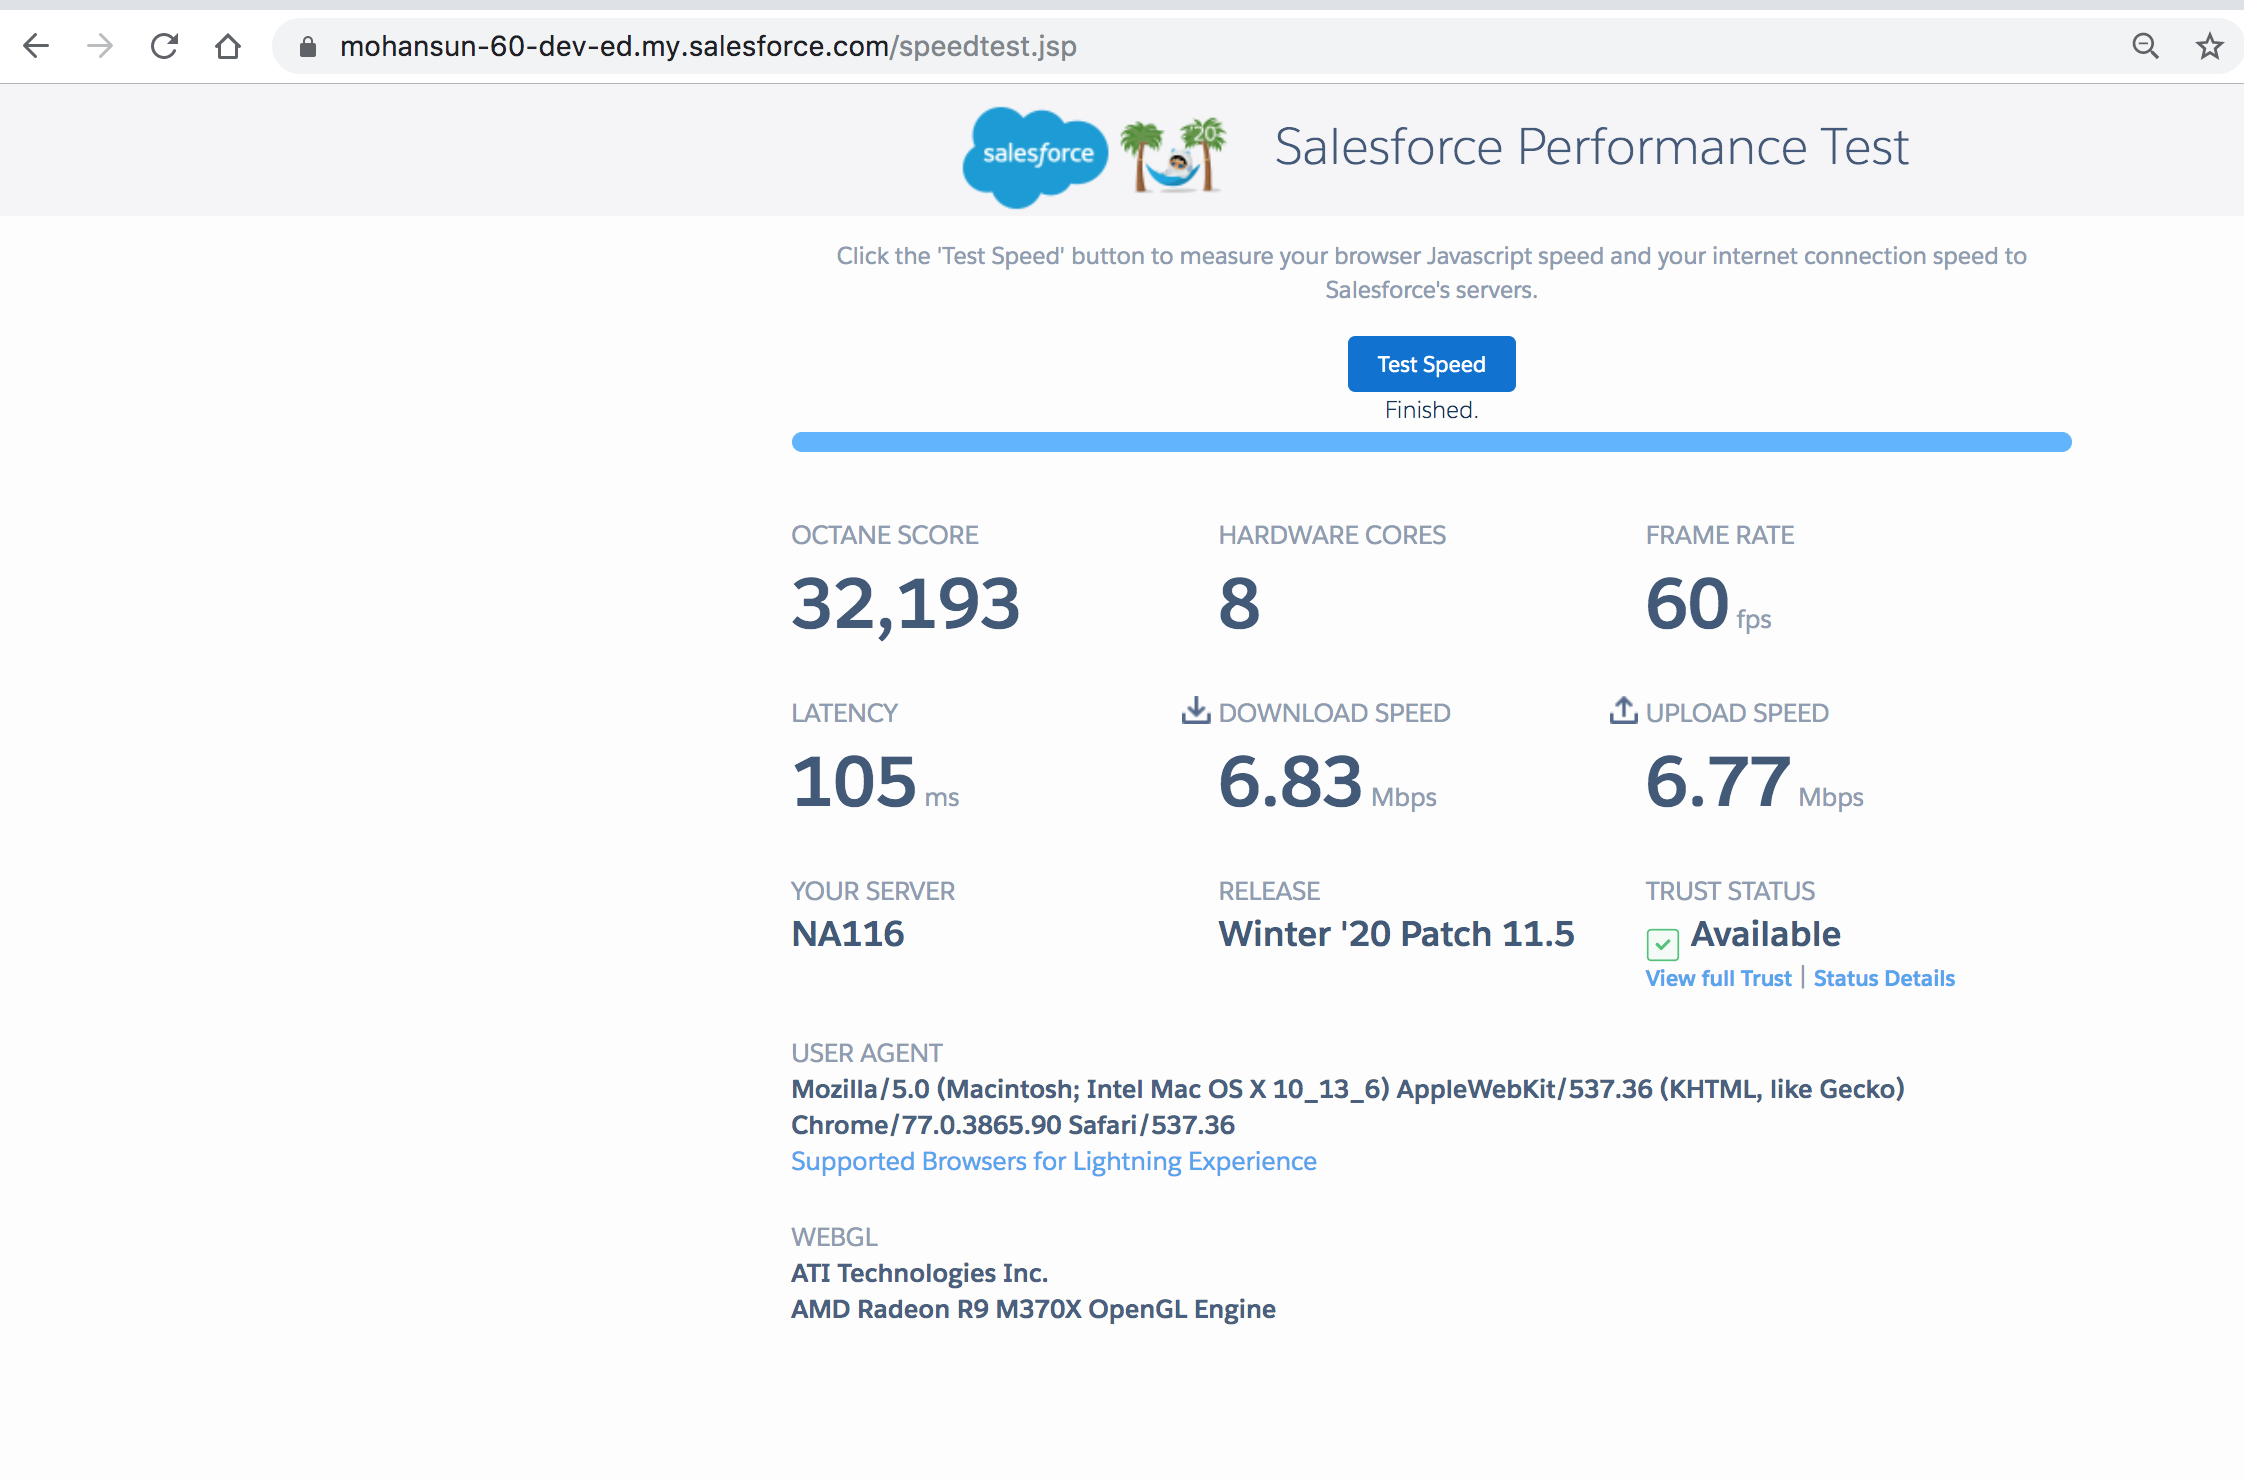 mohansun-60-dev-ed.my.salesforce.com/speedtest.jsp
salesforce
'20
Salesforce Performance Test
Click the 'Test Speed' button to measure your browser Javascript speed and your internet connection speed to
Salesforce's servers.
Test Speed
Finished.
OCTANE SCORE
32,193
HARDWARE CORES
8
FRAME RATE
60 fps
LATENCY
105 ms
DOWNLOAD SPEED
6.83 Mbps
UPLOAD SPEED
6.77 Mbps
YOUR SERVER
NA116
RELEASE
Winter '20 Patch 11.5
TRUST STATUS
Available
View full Trust | Status Details
USER AGENT
Mozilla/5.0 (Macintosh; Intel Mac OS X 10_13_6) AppleWebKit/537.36 (KHTML, like Gecko)
Chrome/77.0.3865.90 Safari/537.36
Supported Browsers for Lightning Experience
WEBGL
ATI Technologies Inc.
AMD Radeon R9 M370X OpenGL Engine